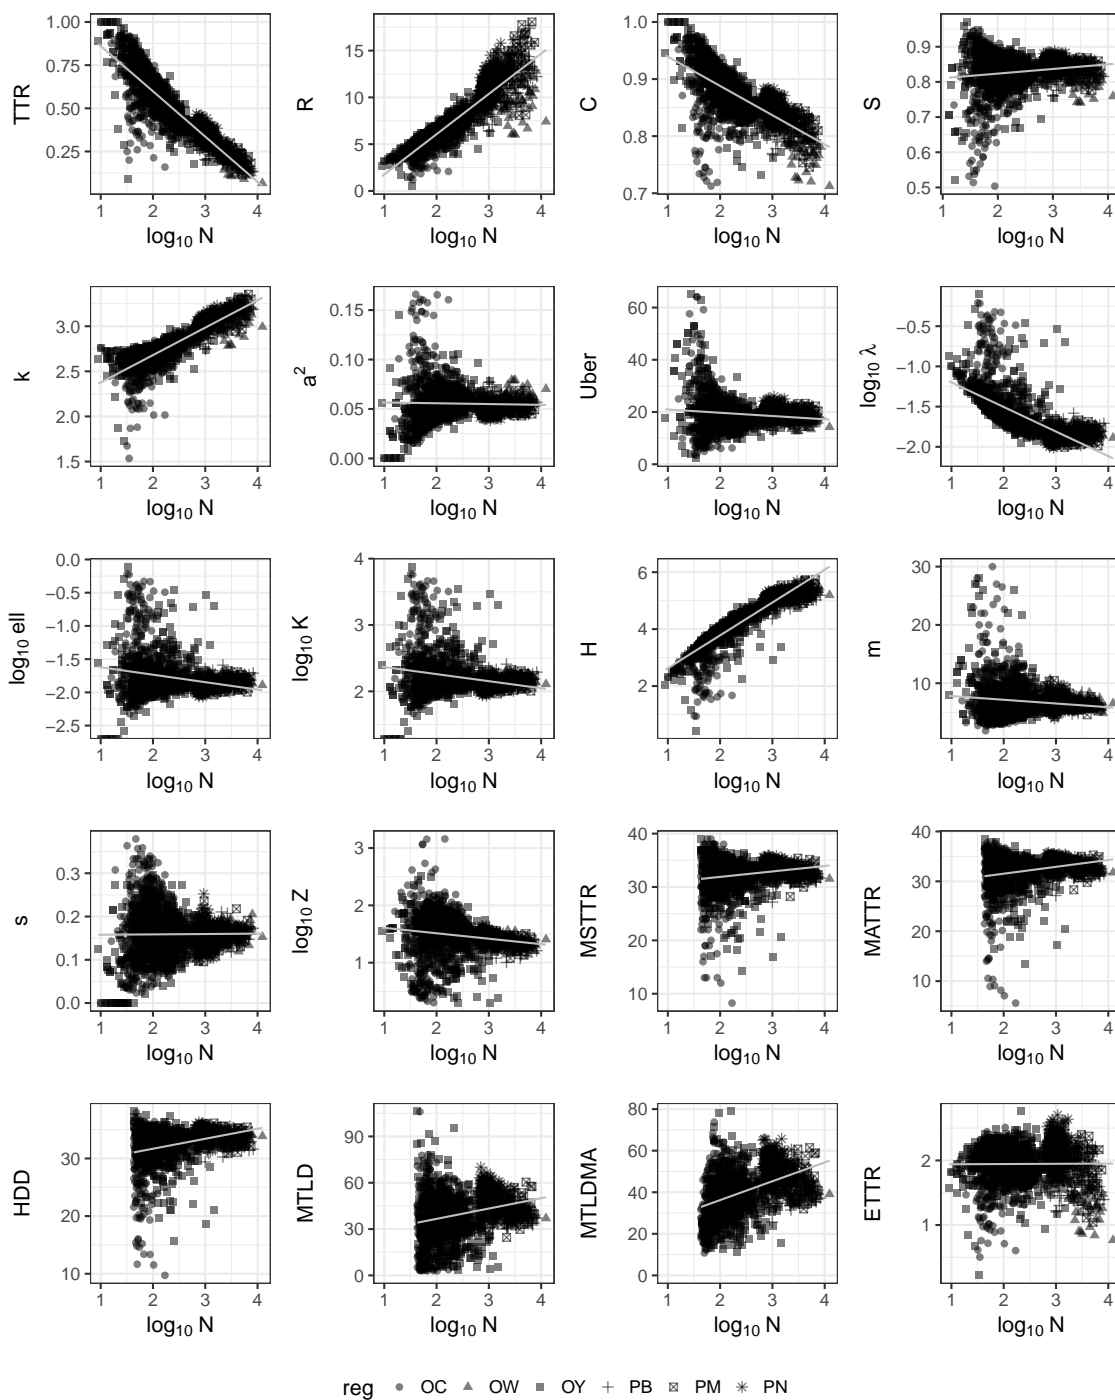 TTR
1.00
0.75
0.50
0.25
1 2 3 4
log₁₀ N
R
15
10
5
0
1 2 3 4
log₁₀ N
C
1.0
0.9
0.8
0.7
1 2 3 4
log₁₀ N
S
0.9
0.8
0.7
0.6
0.5
1 2 3 4
log₁₀ N
k
3.0
2.5
2.0
1.5
1 2 3 4
log₁₀ N
a²
0.15
0.10
0.05
0.00
1 2 3 4
log₁₀ N
Uber
60
40
20
0
1 2 3 4
log₁₀ N
log₁₀ λ
−0.5
−1.0
−1.5
−2.0
1 2 3 4
log₁₀ N
log₁₀ ell
0.0
−0.5
−1.0
−1.5
−2.0
−2.5
1 2 3 4
log₁₀ N
log₁₀ K
4
3
2
1 2 3 4
log₁₀ N
H
6
4
2
1 2 3 4
log₁₀ N
m
30
20
10
1 2 3 4
log₁₀ N
s
0.3
0.2
0.1
0.0
1 2 3 4
log₁₀ N
log₁₀ Z
3
2
1
1 2 3 4
log₁₀ N
MSTTR
40
30
20
10
1 2 3 4
log₁₀ N
MATTR
40
30
20
10
1 2 3 4
log₁₀ N
HDD
30
20
10
1 2 3 4
log₁₀ N
MTLD
90
60
30
0
1 2 3 4
log₁₀ N
MTLDMA
80
60
40
20
0
1 2 3 4
log₁₀ N
ETTR
2
1
1 2 3 4
log₁₀ N
reg OC OW OY PB PM PN